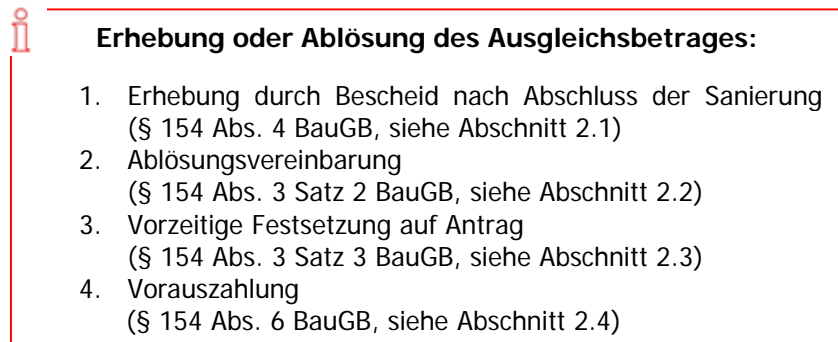 Erhebung oder Ablösung des Ausgleichsbetrages:
1. Erhebung durch Bescheid nach Abschluss der Sanierung
(§ 154 Abs. 4 BauGB, siehe Abschnitt 2.1)
2. Ablösungsvereinbarung
(§ 154 Abs. 3 Satz 2 BauGB, siehe Abschnitt 2.2)
3. Vorzeitige Festsetzung auf Antrag
(§ 154 Abs. 3 Satz 3 BauGB, siehe Abschnitt 2.3)
4. Vorauszahlung
(§ 154 Abs. 6 BauGB, siehe Abschnitt 2.4)